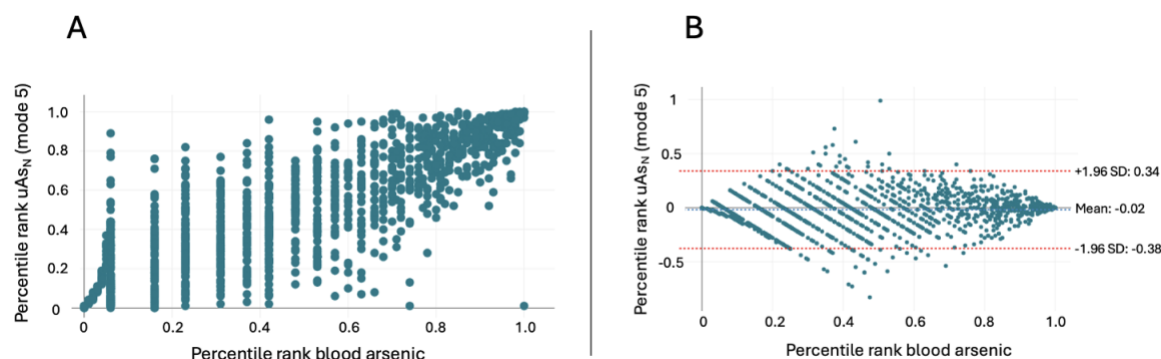 A
Percentile rank uAsN (mode 5)
1.0
0.8
0.6
0.4
0.2
0
0
0.2
0.4
0.6
0.8
1.0
Percentile rank blood arsenic
B
Percentile rank uAsN (mode 5)
1
0.5
0
-0.5
+1.96 SD: 0.34
Mean: -0.02
-1.96 SD: -0.38
0
0.2
0.4
0.6
0.8
1.0
Percentile rank blood arsenic